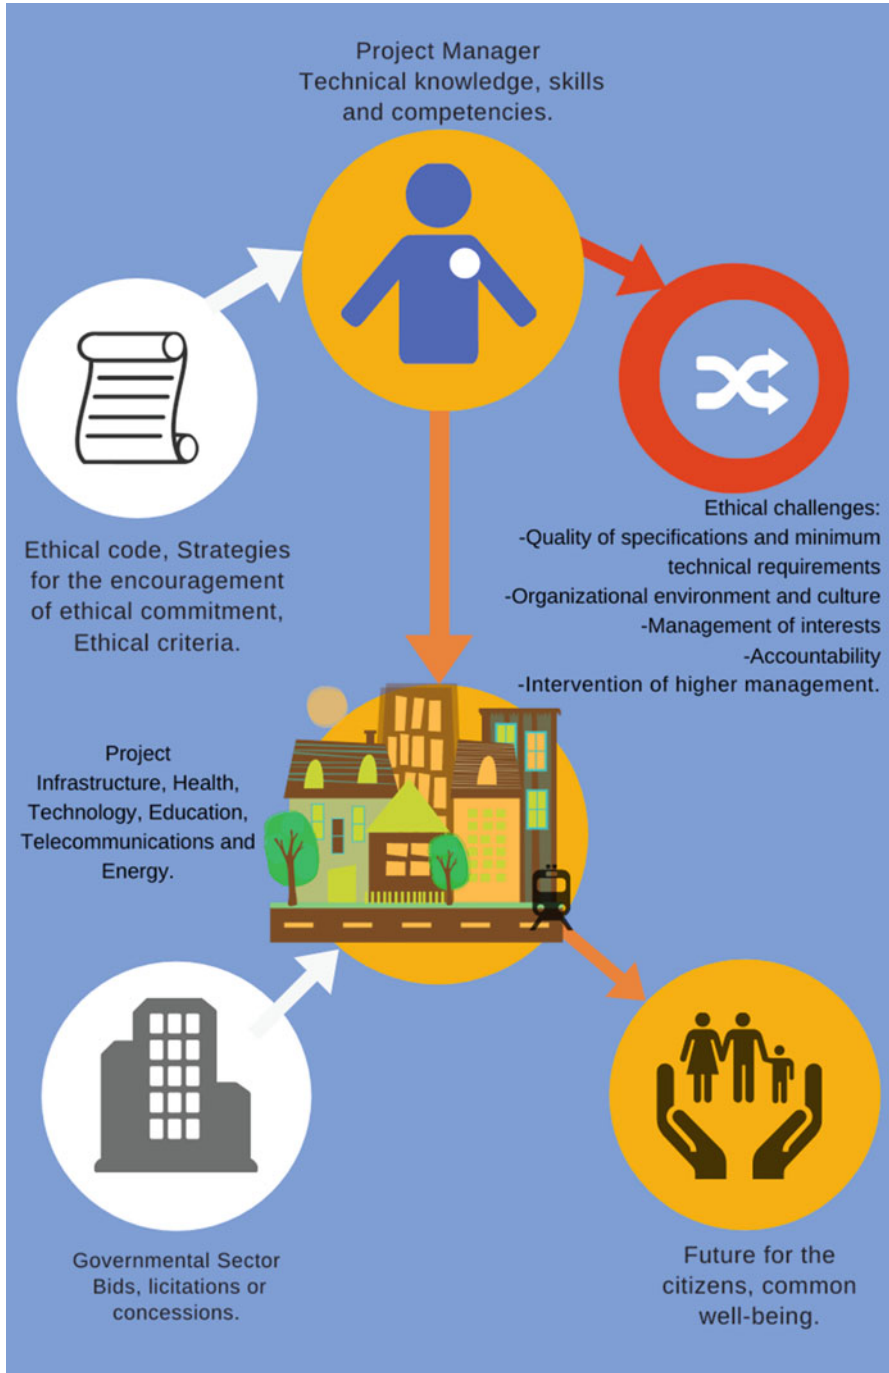 Project Manager
Technical knowledge, skills
and competencies.
Ethical code, Strategies
for the encouragement
of ethical commitment,
Ethical criteria.
Ethical challenges:
-Quality of specifications and minimum
technical requirements
-Organizational environment and culture
-Management of interests
-Accountability
-Intervention of higher management.
Project
Infrastructure, Health,
Technology, Education,
Telecommunications and
Energy.
Governmental Sector
Bids, licitations or
concessions.
Future for the
citizens, common
well-being.